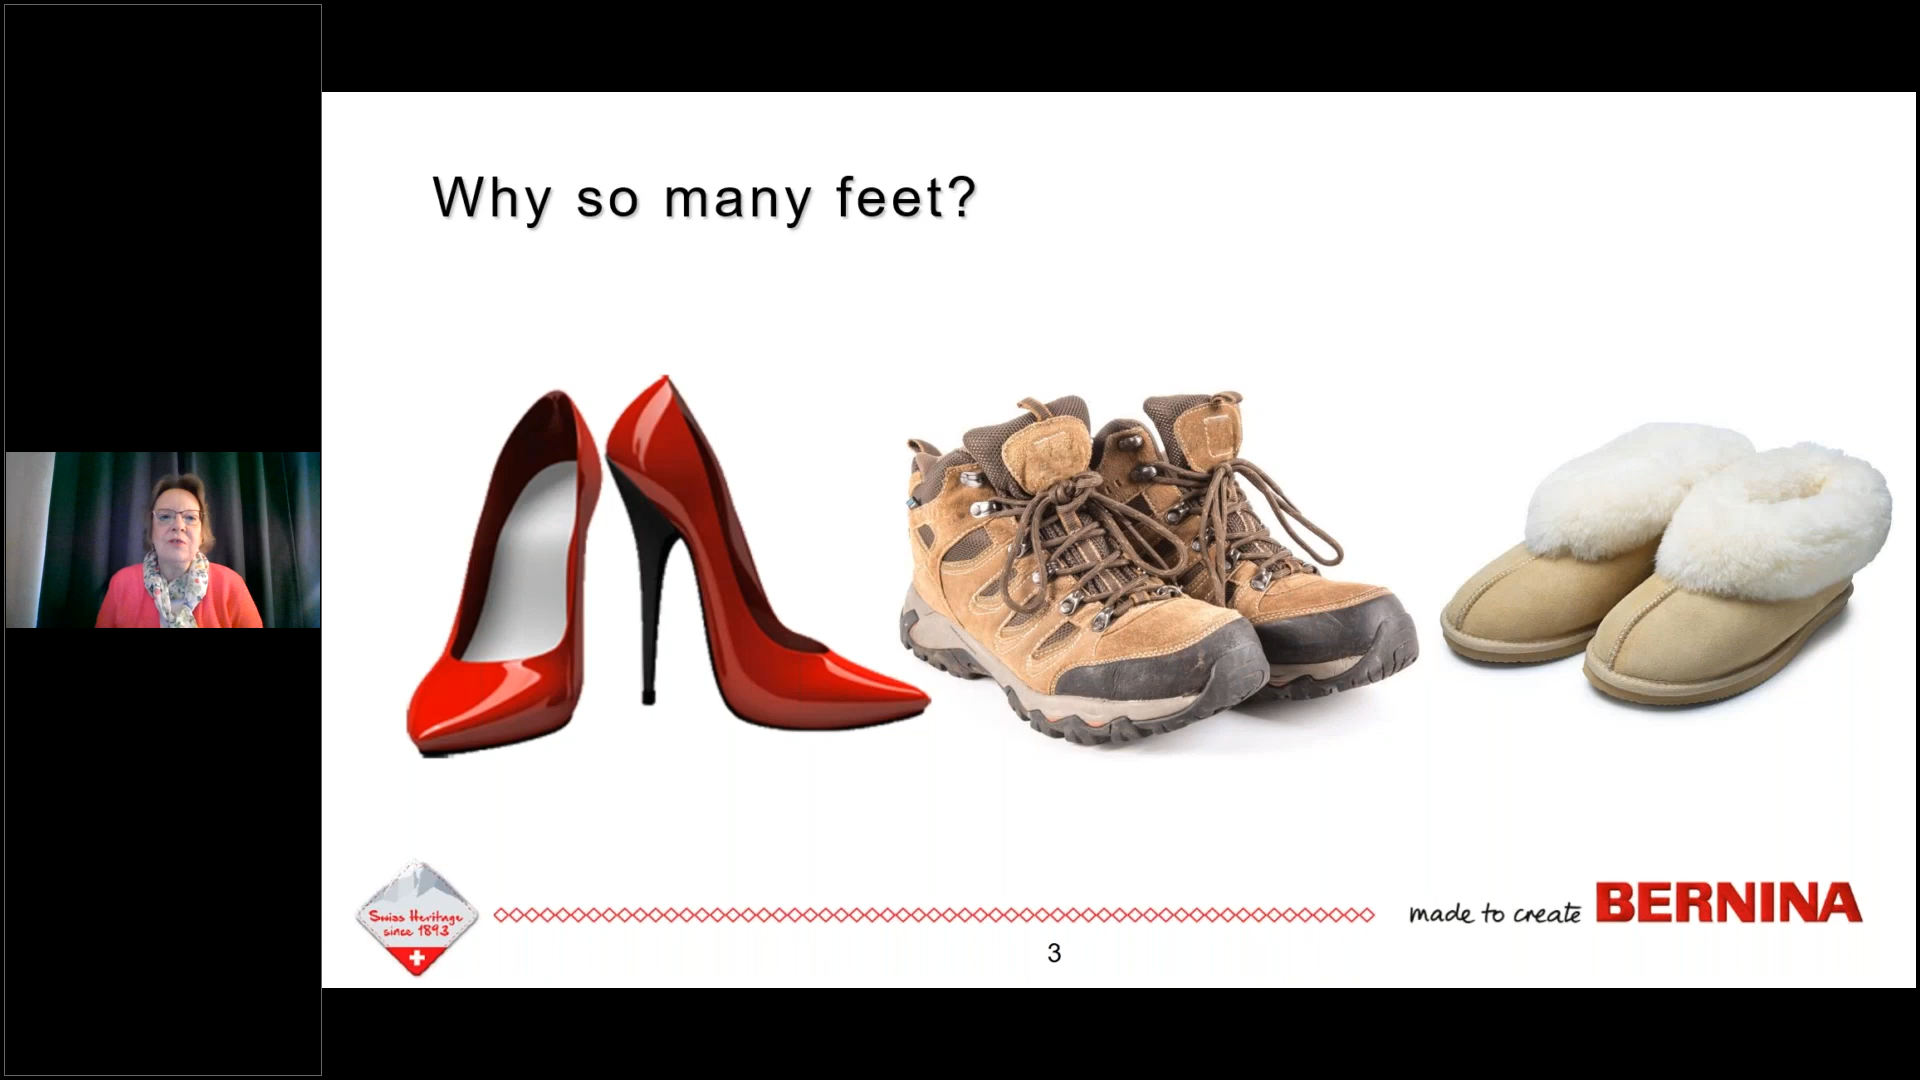 Why so many feet?
Swiss Heritage
since 1893
made to create BERNINA
3